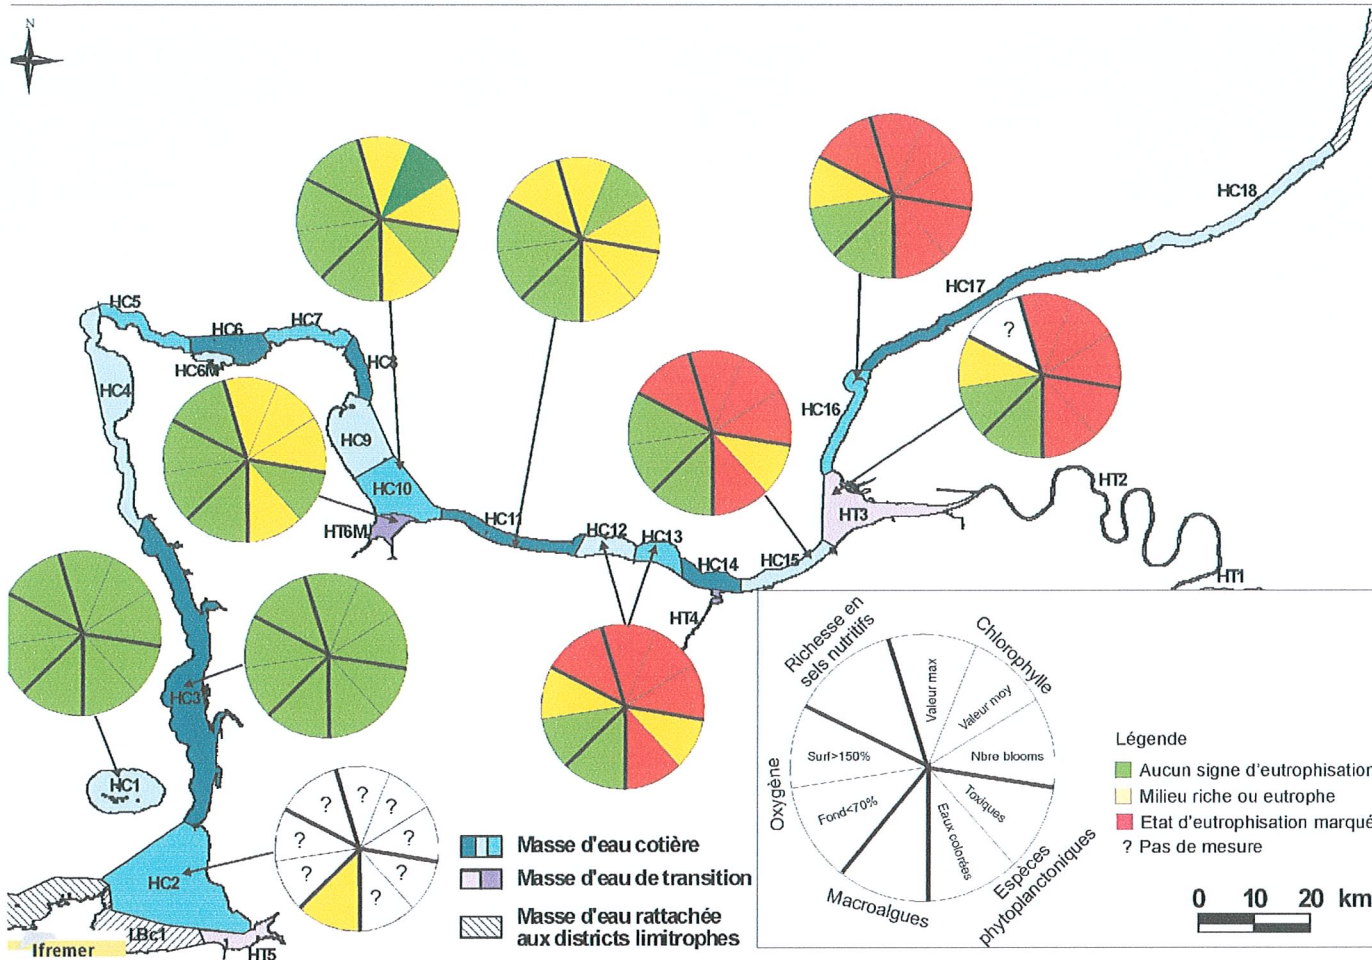 N
HC18
HC17
HC5
HC6
HC7
HC8
HC6M
HC4
HC9
HC16
HC10
HC11
HT6M
HC12
HC13
HC14
HC15
HT3
HT2
HT1
HT4
?
HC3
HC1
HC2
LBc1
HT5
Ifremer
? ? ?
? ?
? ? ?
Masse d'eau cotière
Masse d'eau de transition
Masse d'eau rattachée
aux districts limitrophes
Richesse en
sels nutritifs
Chlorophylle
Valeur max
Valeur moy
Nbre blooms
Oxygène
Surf>150%
Fond<70%
Toxiques
Eaux colorées
Macroalgues
Espèces
phytoplanctoniques
Légende
Aucun signe d'eutrophisation
Milieu riche ou eutrophe
Etat d'eutrophisation marqué
? Pas de mesure
0 10 20 km